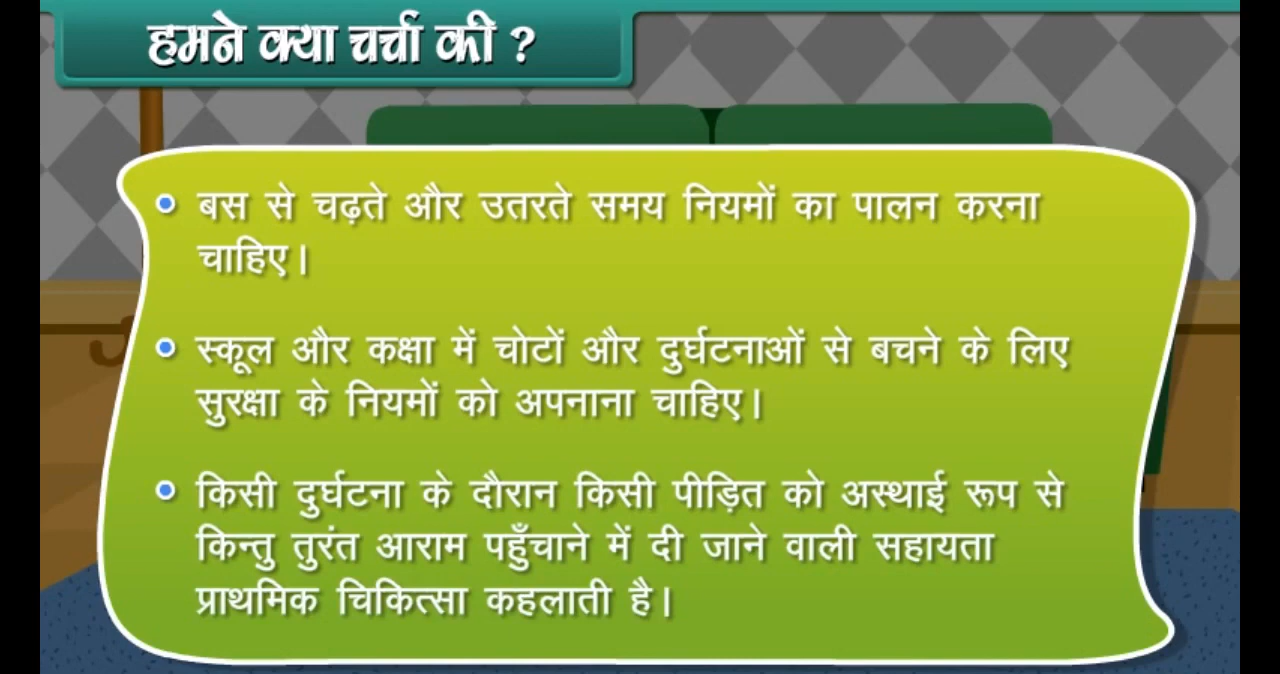 हमने क्या चर्चा की ?
बस से चढ़ते और उतरते समय नियमों का पालन करना
चाहिए।
स्कूल और कक्षा में चोटों और दुर्घटनाओं से बचने के लिए
सुरक्षा के नियमों को अपनाना चाहिए।
किसी दुर्घटना के दौरान किसी पीड़ित को अस्थाई रूप से
किन्तु तुरंत आराम पहुँचाने में दी जाने वाली सहायता
प्राथमिक चिकित्सा कहलाती है।